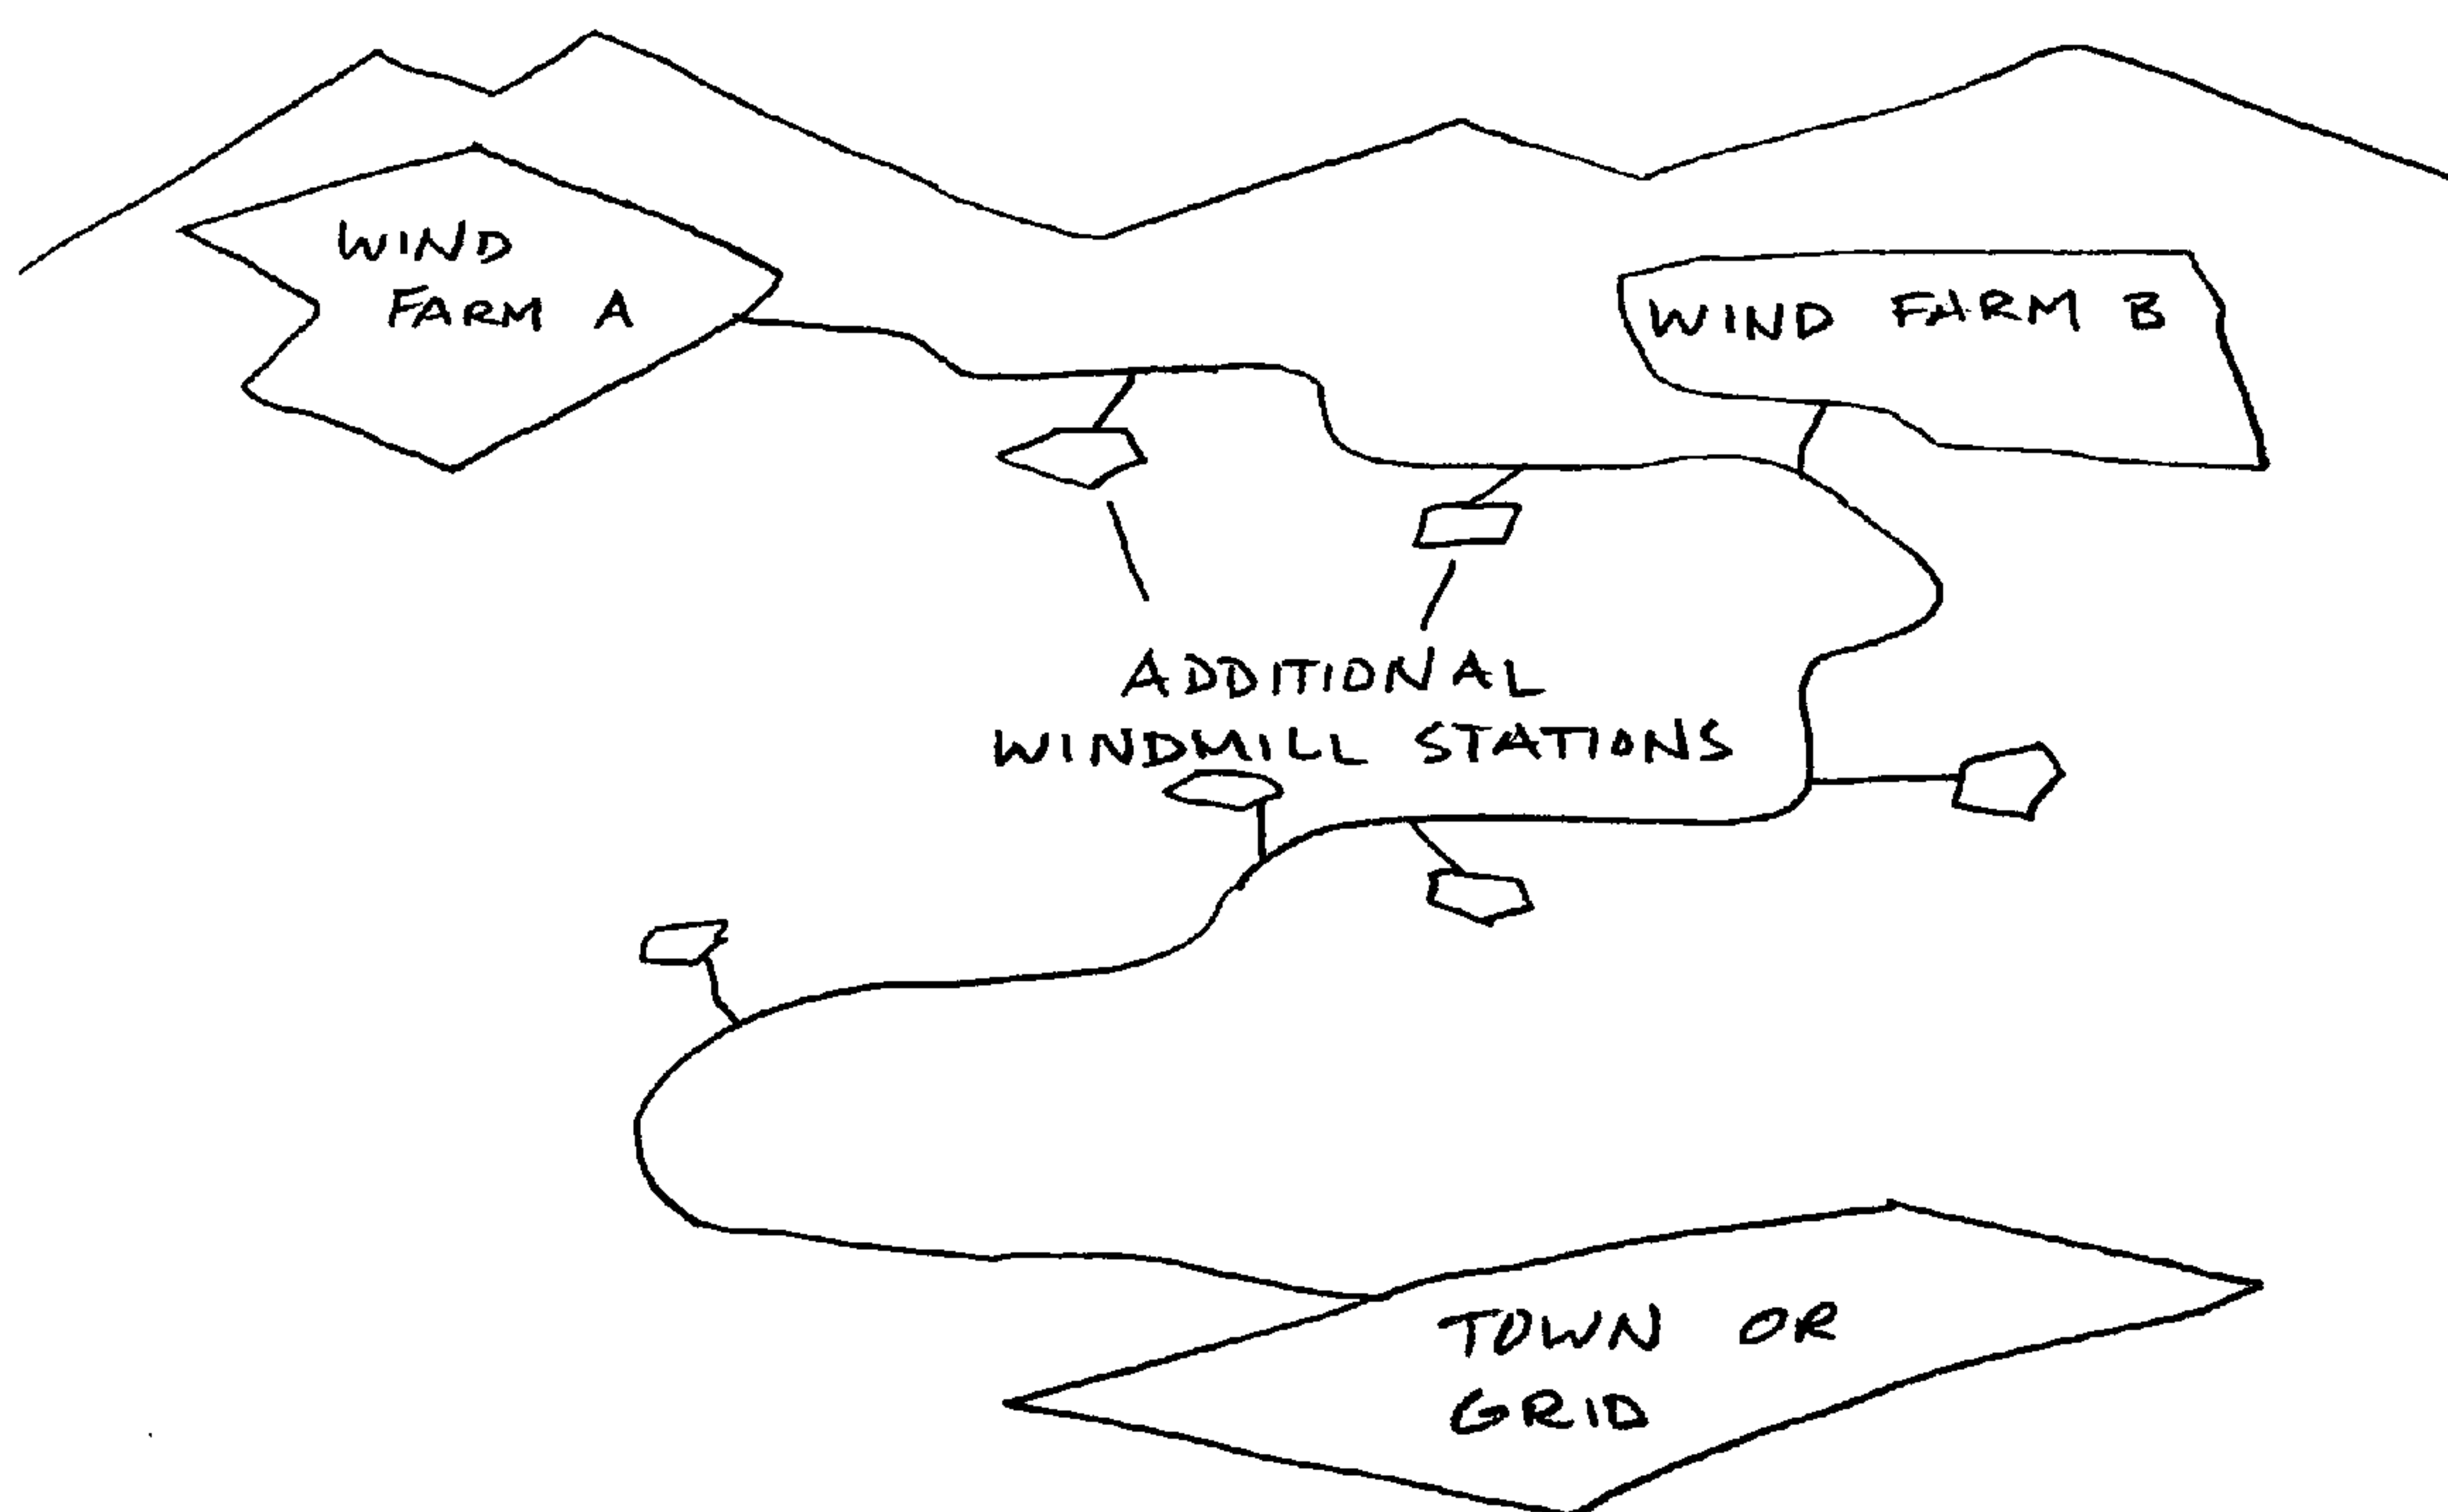 WIND
FARM A
WIND FARM B
ADDITIONAL
WINDMILL STATIONS
TOWN OR
GRID